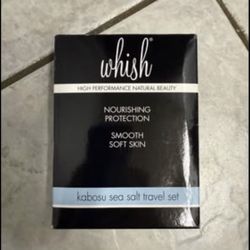 whish®
HIGH PERFORMANCE NATURAL BEAUTY
NOURISHING
PROTECTION
SMOOTH
SOFT SKIN
kabosu sea salt travel set